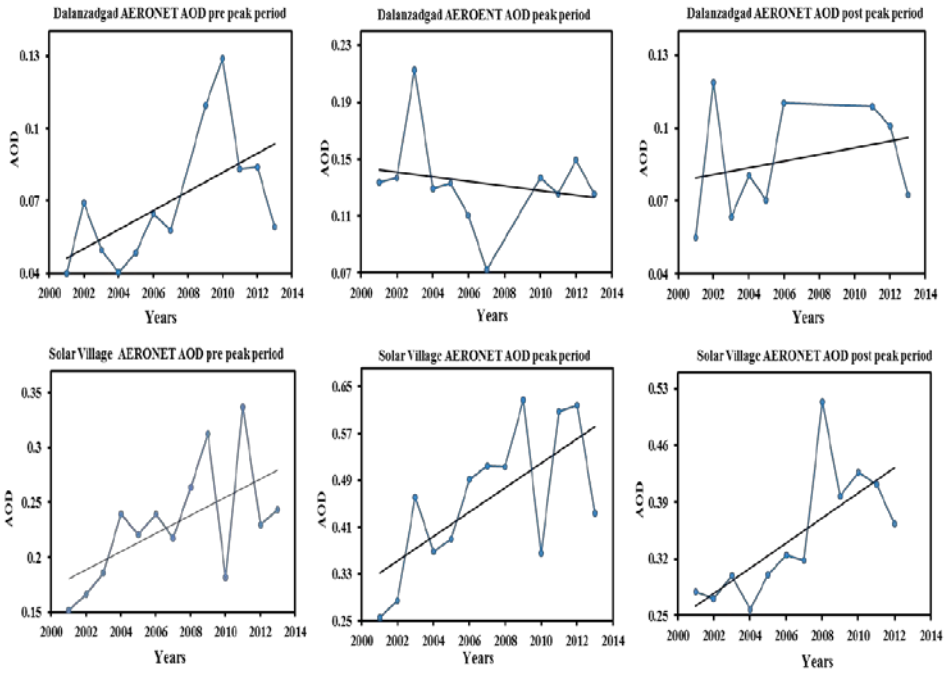 Dalanzadgad AERONET AOD pre peak period
0.13
0.1
0.07
0.04
AOD
2000 2002 2004 2006 2008 2010 2012 2014
Years
Dalanzadgad AEROENT AOD peak period
0.23
0.19
0.15
0.11
0.07
AOD
2000 2002 2004 2006 2008 2010 2012 2014
Years
Dalanzadgad AERONET AOD post peak period
0.13
0.1
0.07
0.04
AOD
2000 2002 2004 2006 2008 2010 2012 2014
Years
Solar Village AERONET AOD pre peak period
0.35
0.3
0.25
0.2
0.15
AOD
2000 2002 2004 2006 2008 2010 2012 2014
Years
Solar Village AERONET AOD peak period
0.65
0.57
0.49
0.41
0.33
0.25
AOD
2000 2002 2004 2006 2008 2010 2012 2014
Years
Solar Village AERONET AOD post peak period
0.53
0.46
0.39
0.32
0.25
AOD
2000 2002 2004 2006 2008 2010 2012 2014
Years